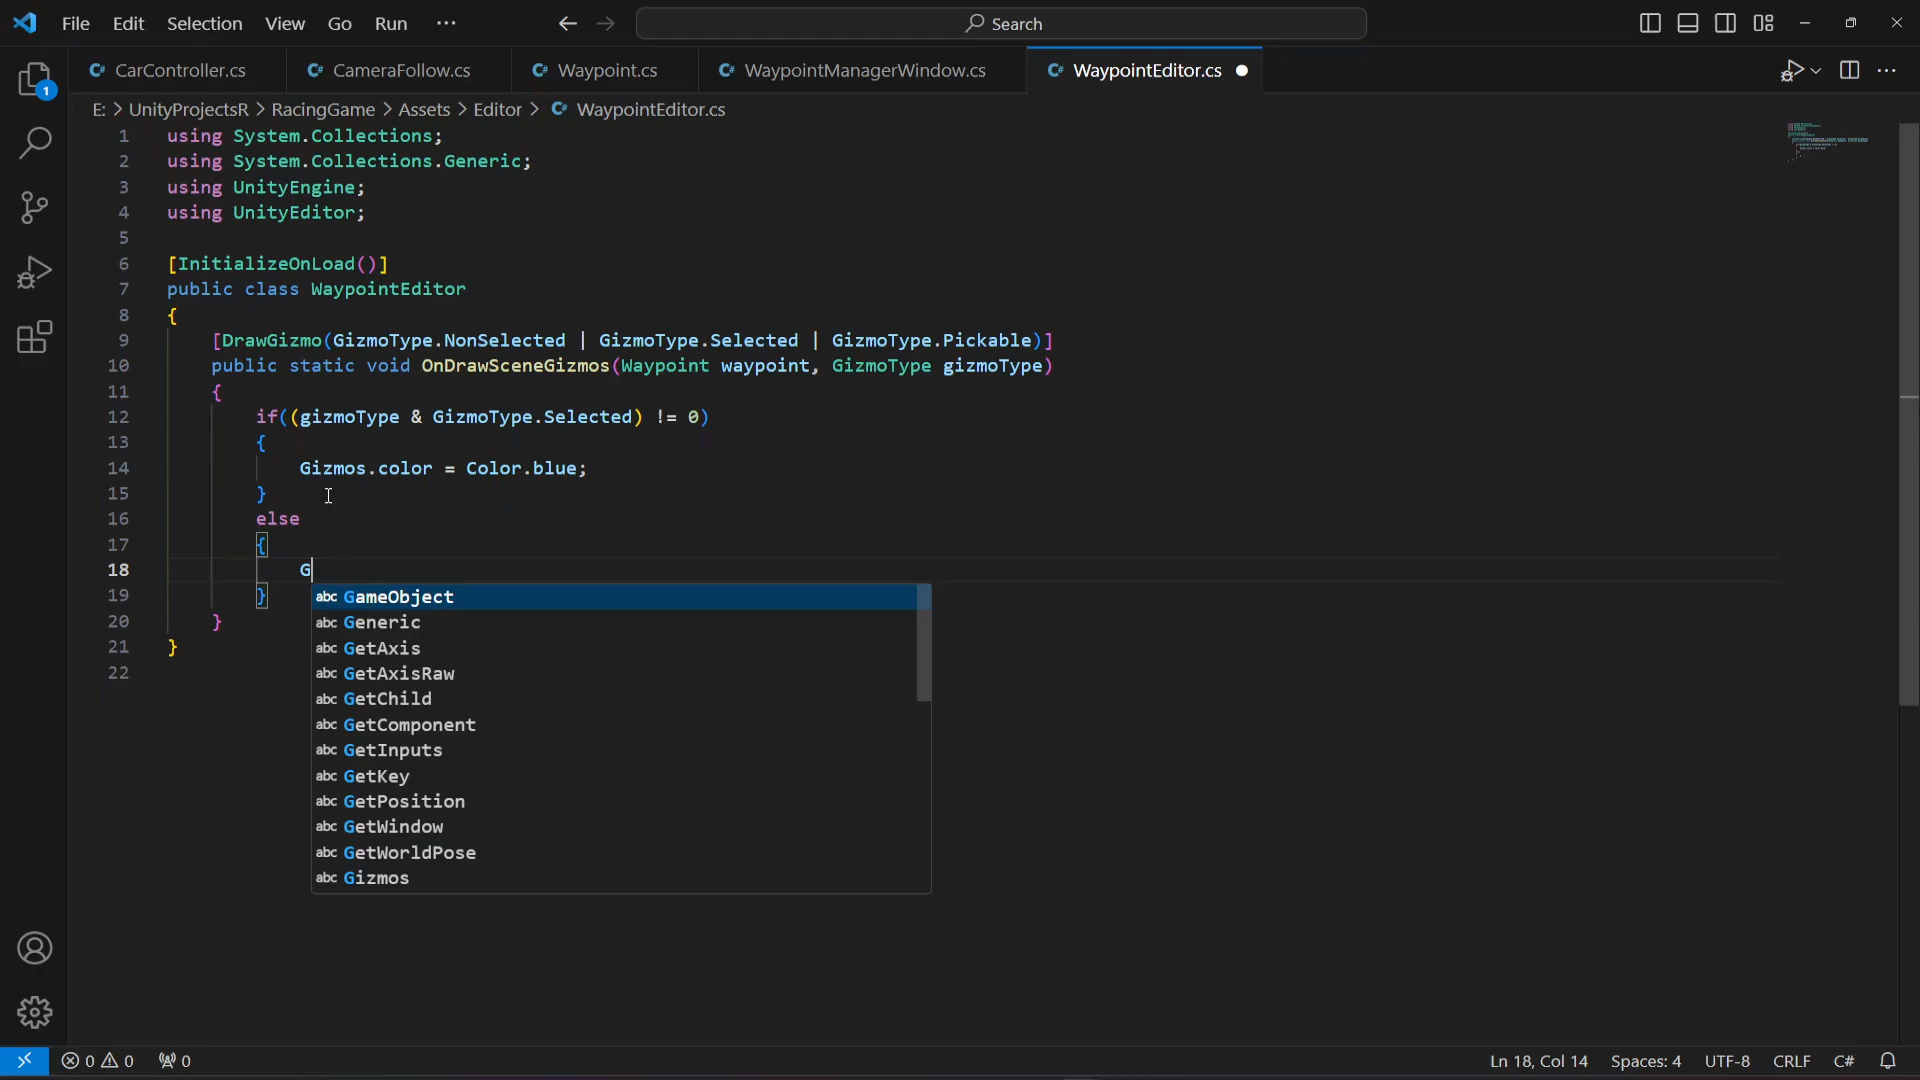 File Edit Selection View Go Run ··· Search
CarController.cs CameraFollow.cs Waypoint.cs WaypointManagerWindow.cs WaypointEditor.cs
E: > UnityProjectsR > RacingGame > Assets > Editor > WaypointEditor.cs
1 using System.Collections;
2 using System.Collections.Generic;
3 using UnityEngine;
4 using UnityEditor;
5
6 [InitializeOnLoad()]
7 public class WaypointEditor
8 {
9 [DrawGizmo(GizmoType.NonSelected | GizmoType.Selected | GizmoType.Pickable)]
10 public static void OnDrawSceneGizmos(Waypoint waypoint, GizmoType gizmoType)
11 {
12 if((gizmoType & GizmoType.Selected) != 0)
13 {
14 Gizmos.color = Color.blue;
15 }
16 else
17 {
18 G
19 }
20 }
21 }
22
abc GameObject
abc Generic
abc GetAxis
abc GetAxisRaw
abc GetChild
abc GetComponent
abc GetInputs
abc GetKey
abc GetPosition
abc GetWindow
abc GetWorldPose
abc Gizmos
1
0 0 0 Ln 18, Col 14 Spaces: 4 UTF-8 CRLF C#